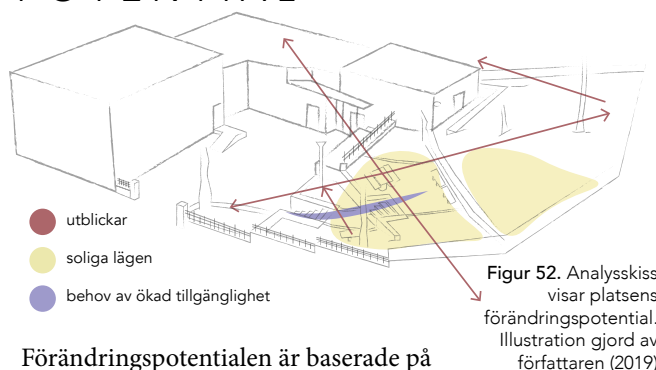 utblickar
soliga lägen
behov av ökad tillgänglighet
Figur 52. Analysskiss
visar platsens
förändringspotential.
Illustration gjord av
författaren (2019)
Förändringspotentialen är baserade på